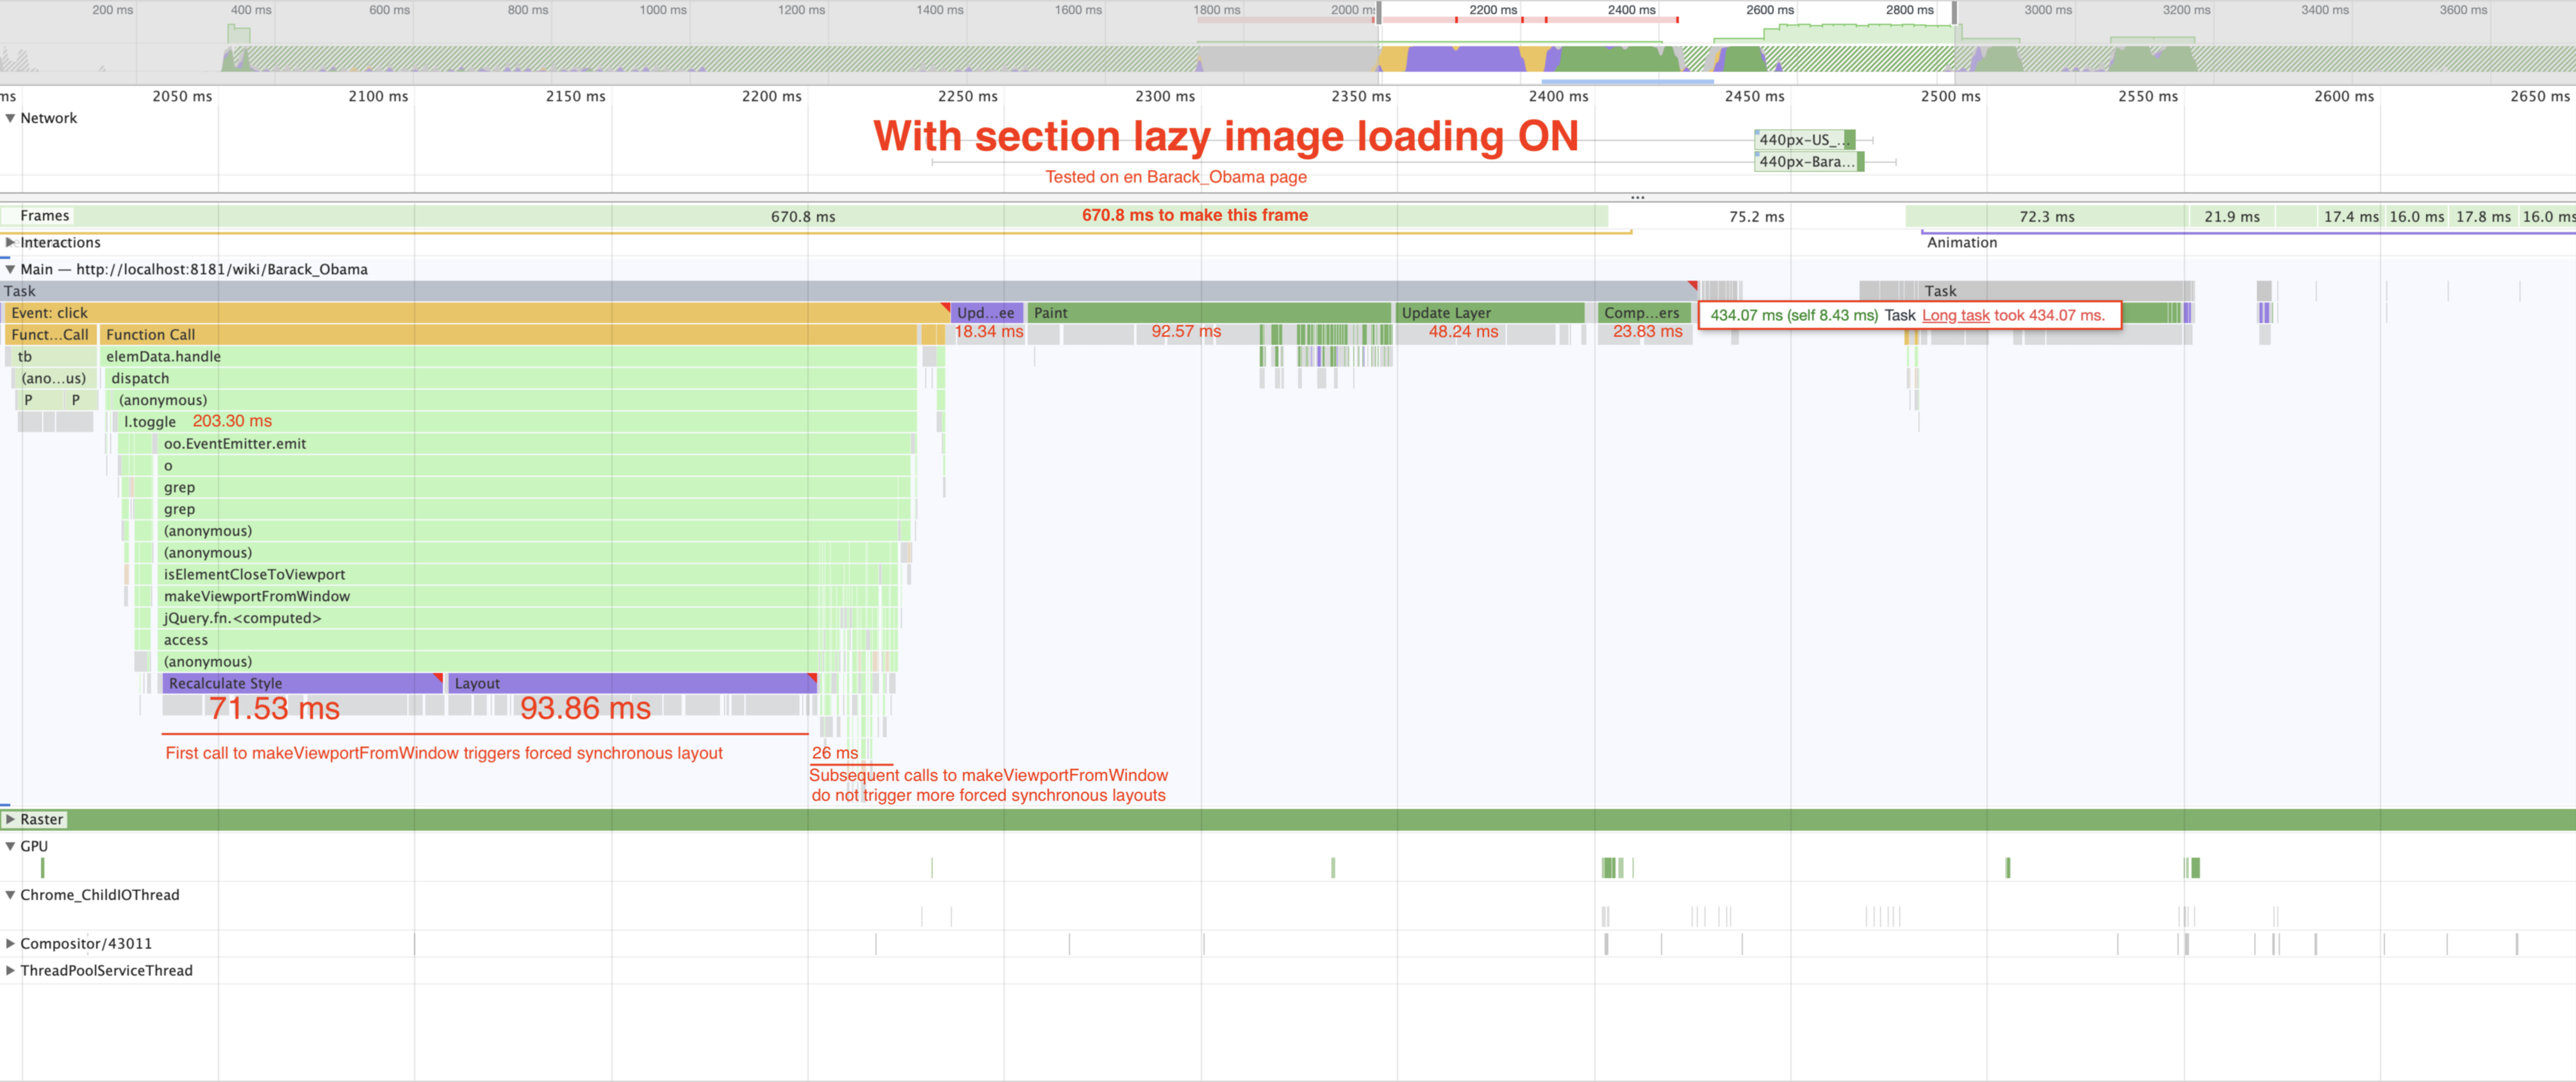 200 ms 400 ms 600 ms 800 ms 1000 ms 1200 ms 1400 ms 1600 ms 1800 ms 2000 ms 2200 ms 2400 ms 2600 ms 2800 ms 3000 ms 3200 ms 3400 ms 3600 ms
ms 2050 ms 2100 ms 2150 ms 2200 ms 2250 ms 2300 ms 2350 ms 2400 ms 2450 ms 2500 ms 2550 ms 2600 ms 2650 ms
Network
With section lazy image loading ON
440px-US_...
440px-Bara...
Tested on en Barack_Obama page
...
Frames 670.8 ms 670.8 ms to make this frame 75.2 ms 72.3 ms 21.9 ms 17.4 ms 16.0 ms 17.8 ms 16.0 ms
Interactions Animation
Main — http://localhost:8181/wiki/Barack_Obama
Task Task
Event: click Upd...ee Paint Update Layer Comp...ers
434.07 ms (self 8.43 ms) Task Long task took 434.07 ms.
Funct...Call Function Call 18.34 ms 92.57 ms 48.24 ms 23.83 ms
tb elemData.handle
(ano...us) dispatch
P P (anonymous)
l.toggle 203.30 ms
oo.EventEmitter.emit
o
grep
grep
(anonymous)
(anonymous)
isElementCloseToViewport
makeViewportFromWindow
jQuery.fn.<computed>
access
(anonymous)
Recalculate Style Layout
71.53 ms 93.86 ms
First call to makeViewportFromWindow triggers forced synchronous layout
26 ms
Subsequent calls to makeViewportFromWindow
do not trigger more forced synchronous layouts
Raster
GPU
Chrome_ChildIOThread
Compositor/43011
ThreadPoolServiceThread